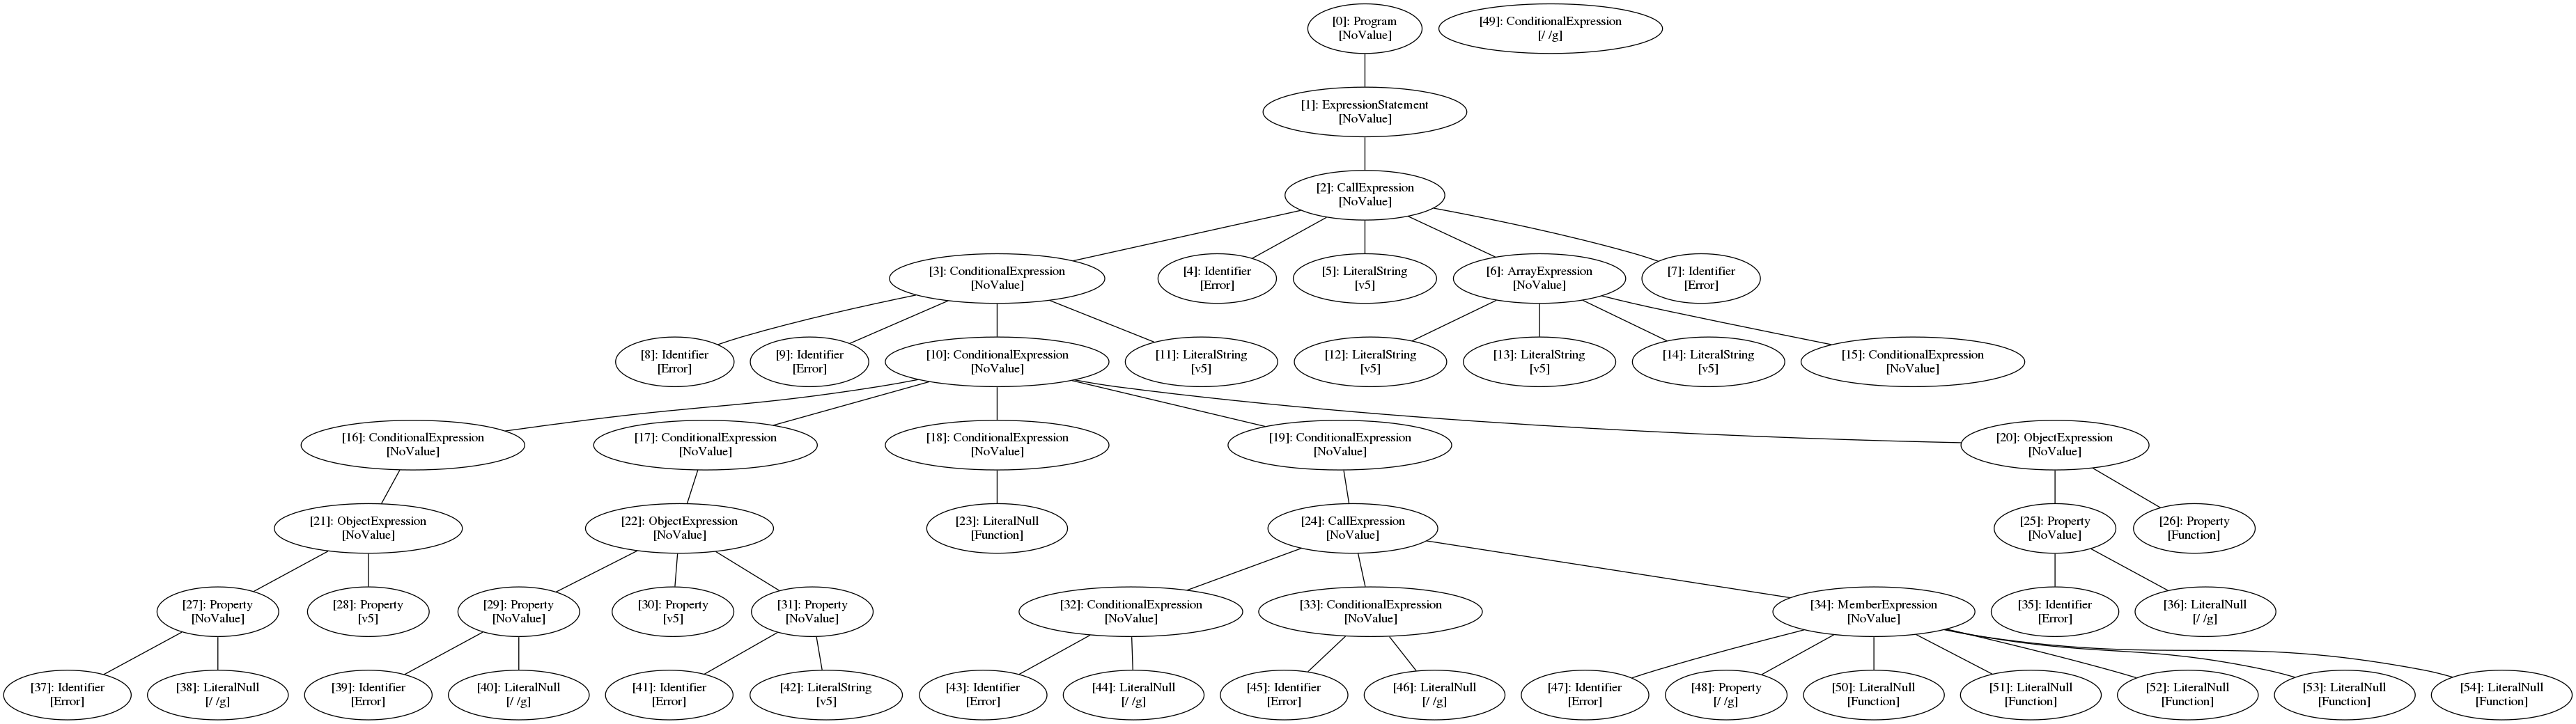 [0]: Program
[NoValue]
[49]: ConditionalExpression
[/ /g]
[1]: ExpressionStatement
[NoValue]
[2]: CallExpression
[NoValue]
[3]: ConditionalExpression
[NoValue]
[4]: Identifier
[Error]
[5]: LiteralString
[v5]
[6]: ArrayExpression
[NoValue]
[7]: Identifier
[Error]
[8]: Identifier
[Error]
[9]: Identifier
[Error]
[10]: ConditionalExpression
[NoValue]
[11]: LiteralString
[v5]
[12]: LiteralString
[v5]
[13]: LiteralString
[v5]
[14]: LiteralString
[v5]
[15]: ConditionalExpression
[NoValue]
[16]: ConditionalExpression
[NoValue]
[17]: ConditionalExpression
[NoValue]
[18]: ConditionalExpression
[NoValue]
[19]: ConditionalExpression
[NoValue]
[20]: ObjectExpression
[NoValue]
[21]: ObjectExpression
[NoValue]
[22]: ObjectExpression
[NoValue]
[23]: LiteralNull
[Function]
[24]: CallExpression
[NoValue]
[25]: Property
[NoValue]
[26]: Property
[Function]
[27]: Property
[NoValue]
[28]: Property
[v5]
[29]: Property
[NoValue]
[30]: Property
[v5]
[31]: Property
[NoValue]
[32]: ConditionalExpression
[NoValue]
[33]: ConditionalExpression
[NoValue]
[34]: MemberExpression
[NoValue]
[35]: Identifier
[Error]
[36]: LiteralNull
[/ /g]
[37]: Identifier
[Error]
[38]: LiteralNull
[/ /g]
[39]: Identifier
[Error]
[40]: LiteralNull
[/ /g]
[41]: Identifier
[Error]
[42]: LiteralString
[v5]
[43]: Identifier
[Error]
[44]: LiteralNull
[/ /g]
[45]: Identifier
[Error]
[46]: LiteralNull
[/ /g]
[47]: Identifier
[Error]
[48]: Property
[/ /g]
[50]: LiteralNull
[Function]
[51]: LiteralNull
[Function]
[52]: LiteralNull
[Function]
[53]: LiteralNull
[Function]
[54]: LiteralNull
[Function]